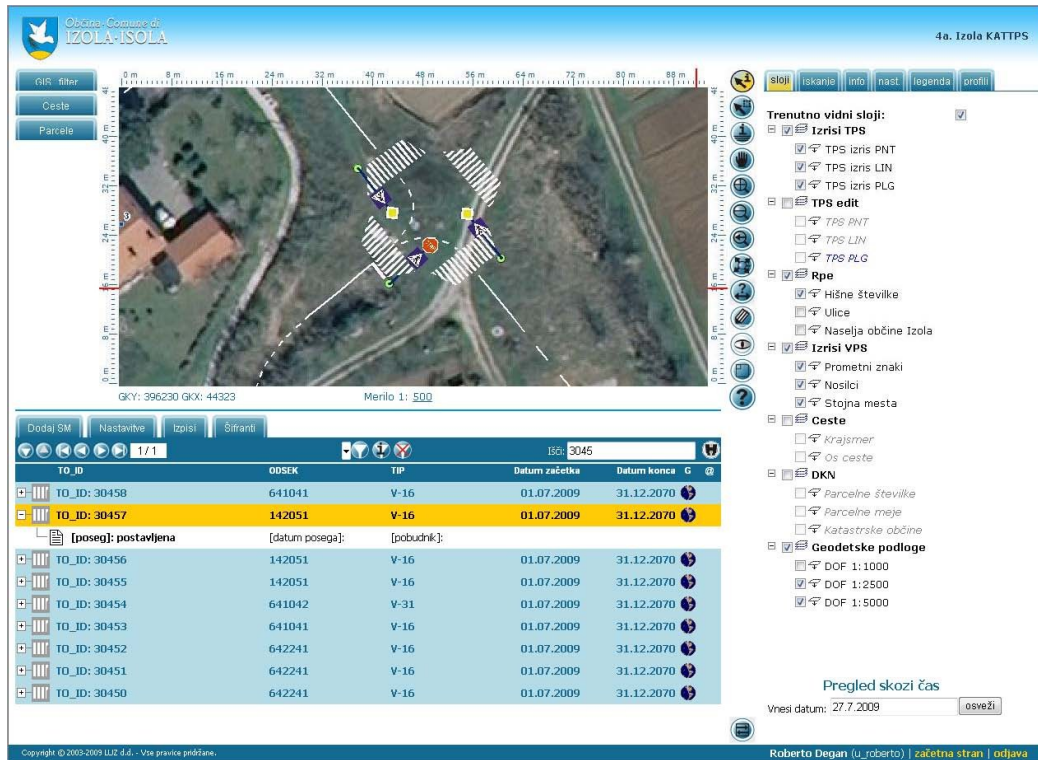 Občina · Comune di
IZOLA · ISOLA
4a. Izola KATTPS
GIS filter
Ceste
Parcele
0 m 8 m 16 m 24 m 32 m 40 m 48 m 56 m 64 m 72 m 80 m 88 m
GKY: 396230 GKX: 44323
Merilo 1: 500
sloji iskanje info nast. legenda profili
Trenutno vidni sloji:
Izrisi TPS
TPS izris PNT
TPS izris LIN
TPS izris PLG
TPS edit
TPS PNT
TPS LIN
TPS PLG
Rpe
Hišne številke
Ulice
Naselja občine Izola
Izrisi VPS
Prometni znaki
Nosilci
Stojna mesta
Ceste
Krajsmer
Os ceste
DKN
Parcelne številke
Parcelne meje
Katastrske občine
Geodetske podloge
DOF 1:1000
DOF 1:2500
DOF 1:5000
Pregled skozi čas
Vnesi datum: 27.7.2009 osveži
Dodaj SM Nastavitve Izpisi Šifranti
1/1 Išči: 3045
TO_ID ODSEK TIP Datum začetka Datum konca G @
TO_ID: 30458 641041 V-16 01.07.2009 31.12.2070
TO_ID: 30457 142051 V-16 01.07.2009 31.12.2070
[poseg]: postavljena [datum posega]: [pobudnik]:
TO_ID: 30456 142051 V-16 01.07.2009 31.12.2070
TO_ID: 30455 142051 V-16 01.07.2009 31.12.2070
TO_ID: 30454 641042 V-31 01.07.2009 31.12.2070
TO_ID: 30453 641041 V-16 01.07.2009 31.12.2070
TO_ID: 30452 642241 V-16 01.07.2009 31.12.2070
TO_ID: 30451 642241 V-16 01.07.2009 31.12.2070
TO_ID: 30450 642241 V-16 01.07.2009 31.12.2070
Copyright © 2003-2009 LUZ d.d. - Vse pravice pridržane.
Roberto Degan (u_roberto) | začetna stran | odjava